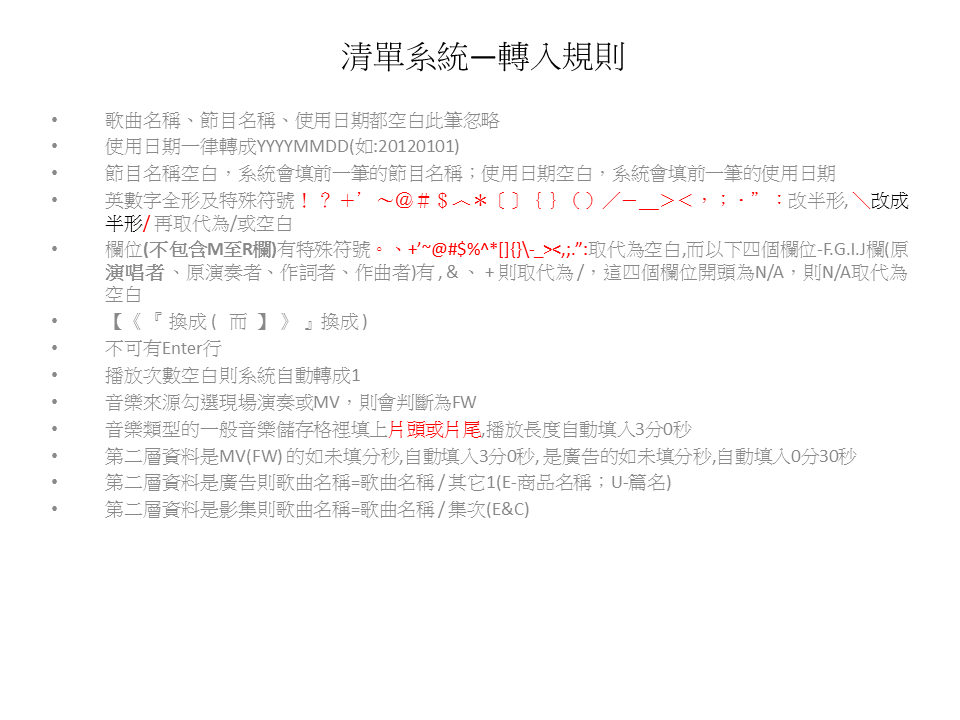 清單系統—轉入規則
• 歌曲名稱、節目名稱、使用日期都空白此筆忽略
• 使用日期一律轉成YYYYMMDD(如:20120101)
• 節目名稱空白，系統會填前一筆的節目名稱；使用日期空白，系統會填前一筆的使用日期
• 英數字全形及特殊符號！？＋’～＠＃＄︿＊〔〕｛｝（）／－＿＞＜，；．”：改半形,＼改成
半形/ 再取代為/或空白
• 欄位(不包含M至R欄)有特殊符號。、+’~@#$%^*[]{}\-_><,;.”:取代為空白,而以下四個欄位-F.G.I.J欄(原
演唱者、原演奏者、作詞者、作曲者)有 , & 、 + 則取代為 /，這四個欄位開頭為N/A，則N/A取代為
空白
• 【《『 換成 ( 而 】 》 』換成 )
• 不可有Enter行
• 播放次數空白則系統自動轉成1
• 音樂來源勾選現場演奏或MV，則會判斷為FW
• 音樂類型的一般音樂儲存格裡填上片頭或片尾,播放長度自動填入3分0秒
• 第二層資料是MV(FW) 的如未填分秒,自動填入3分0秒, 是廣告的如未填分秒,自動填入0分30秒
• 第二層資料是廣告則歌曲名稱=歌曲名稱 / 其它1(E-商品名稱；U-篇名)
• 第二層資料是影集則歌曲名稱=歌曲名稱 / 集次(E&C)